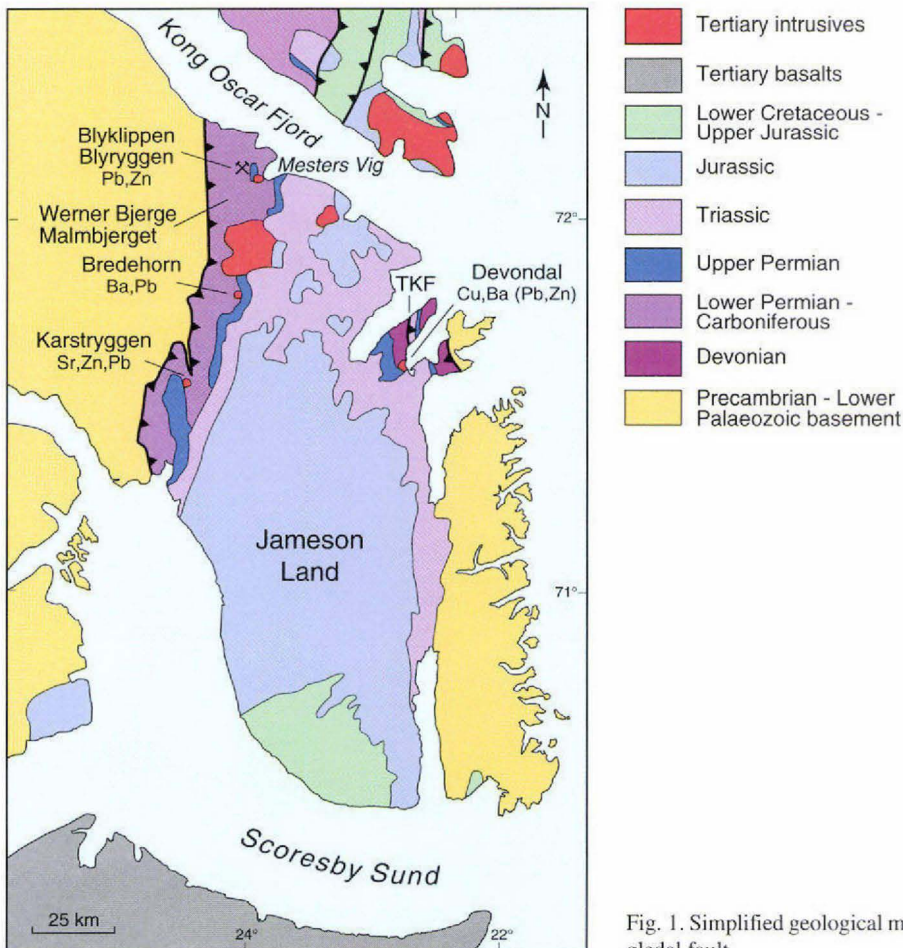 Kong Oscar Fjord
N
Blyklippen
Blyryggen
Pb,Zn
Mesters Vig
Werner Bjerge
Malmbjerget
72°
Bredehorn
Ba,Pb
TKF
Devondal
Cu,Ba (Pb,Zn)
Karstryggen
Sr,Zn,Pb
Jameson
Land
71°
Scoresby Sund
25 km
24°
22°
Tertiary intrusives
Tertiary basalts
Lower Cretaceous -
Upper Jurassic
Jurassic
Triassic
Upper Permian
Lower Permian -
Carboniferous
Devonian
Precambrian - Lower
Palaeozoic basement
Fig. 1. Simplified geological m
fault